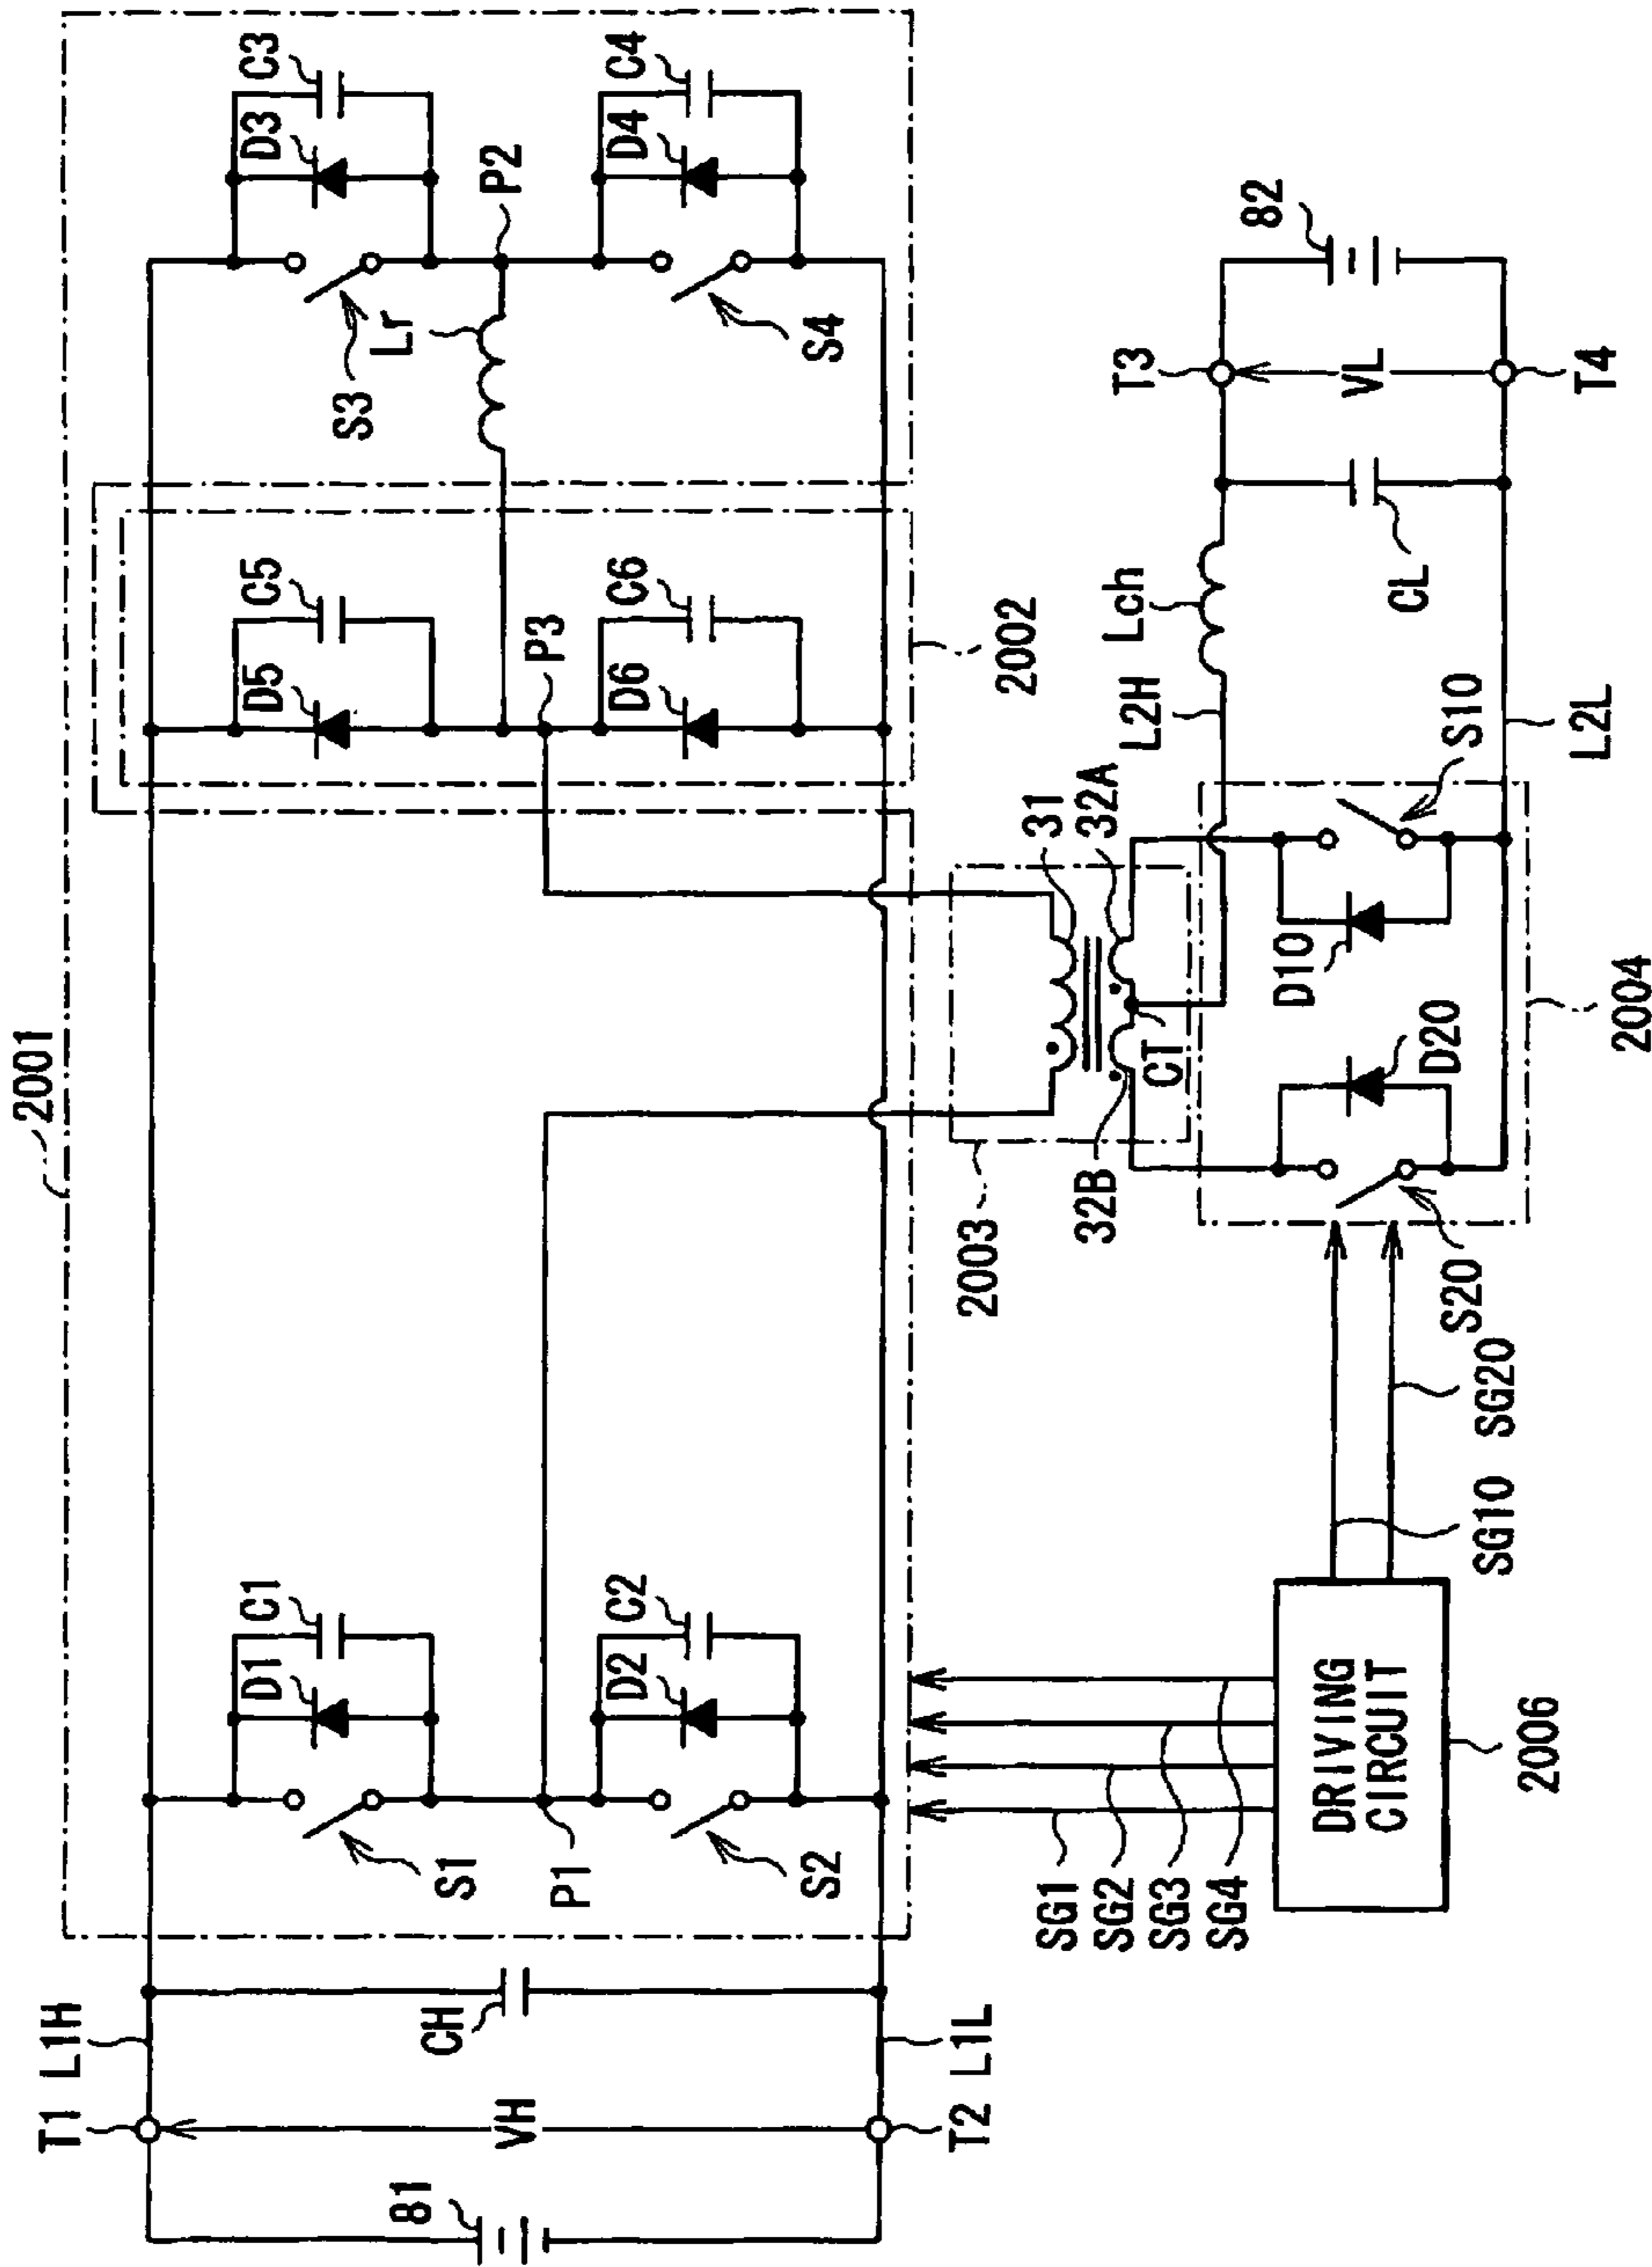 2001
T1
L1H
VH
81
CH
T2
L1L
S1
D1
C1
P1
S2
D2
C2
D5
C5
P3
D6
C6
2002
S3
D3
C3
Lr
P2
S4
D4
C4
2003
31
32A
32B
CT
L2H
Lch
T3
82
VL
CL
T4
L2L
D10
S10
D20
S20
2004
SG1
SG2
SG3
SG4
SG10
SG20
DRIVING
CIRCUIT
2006